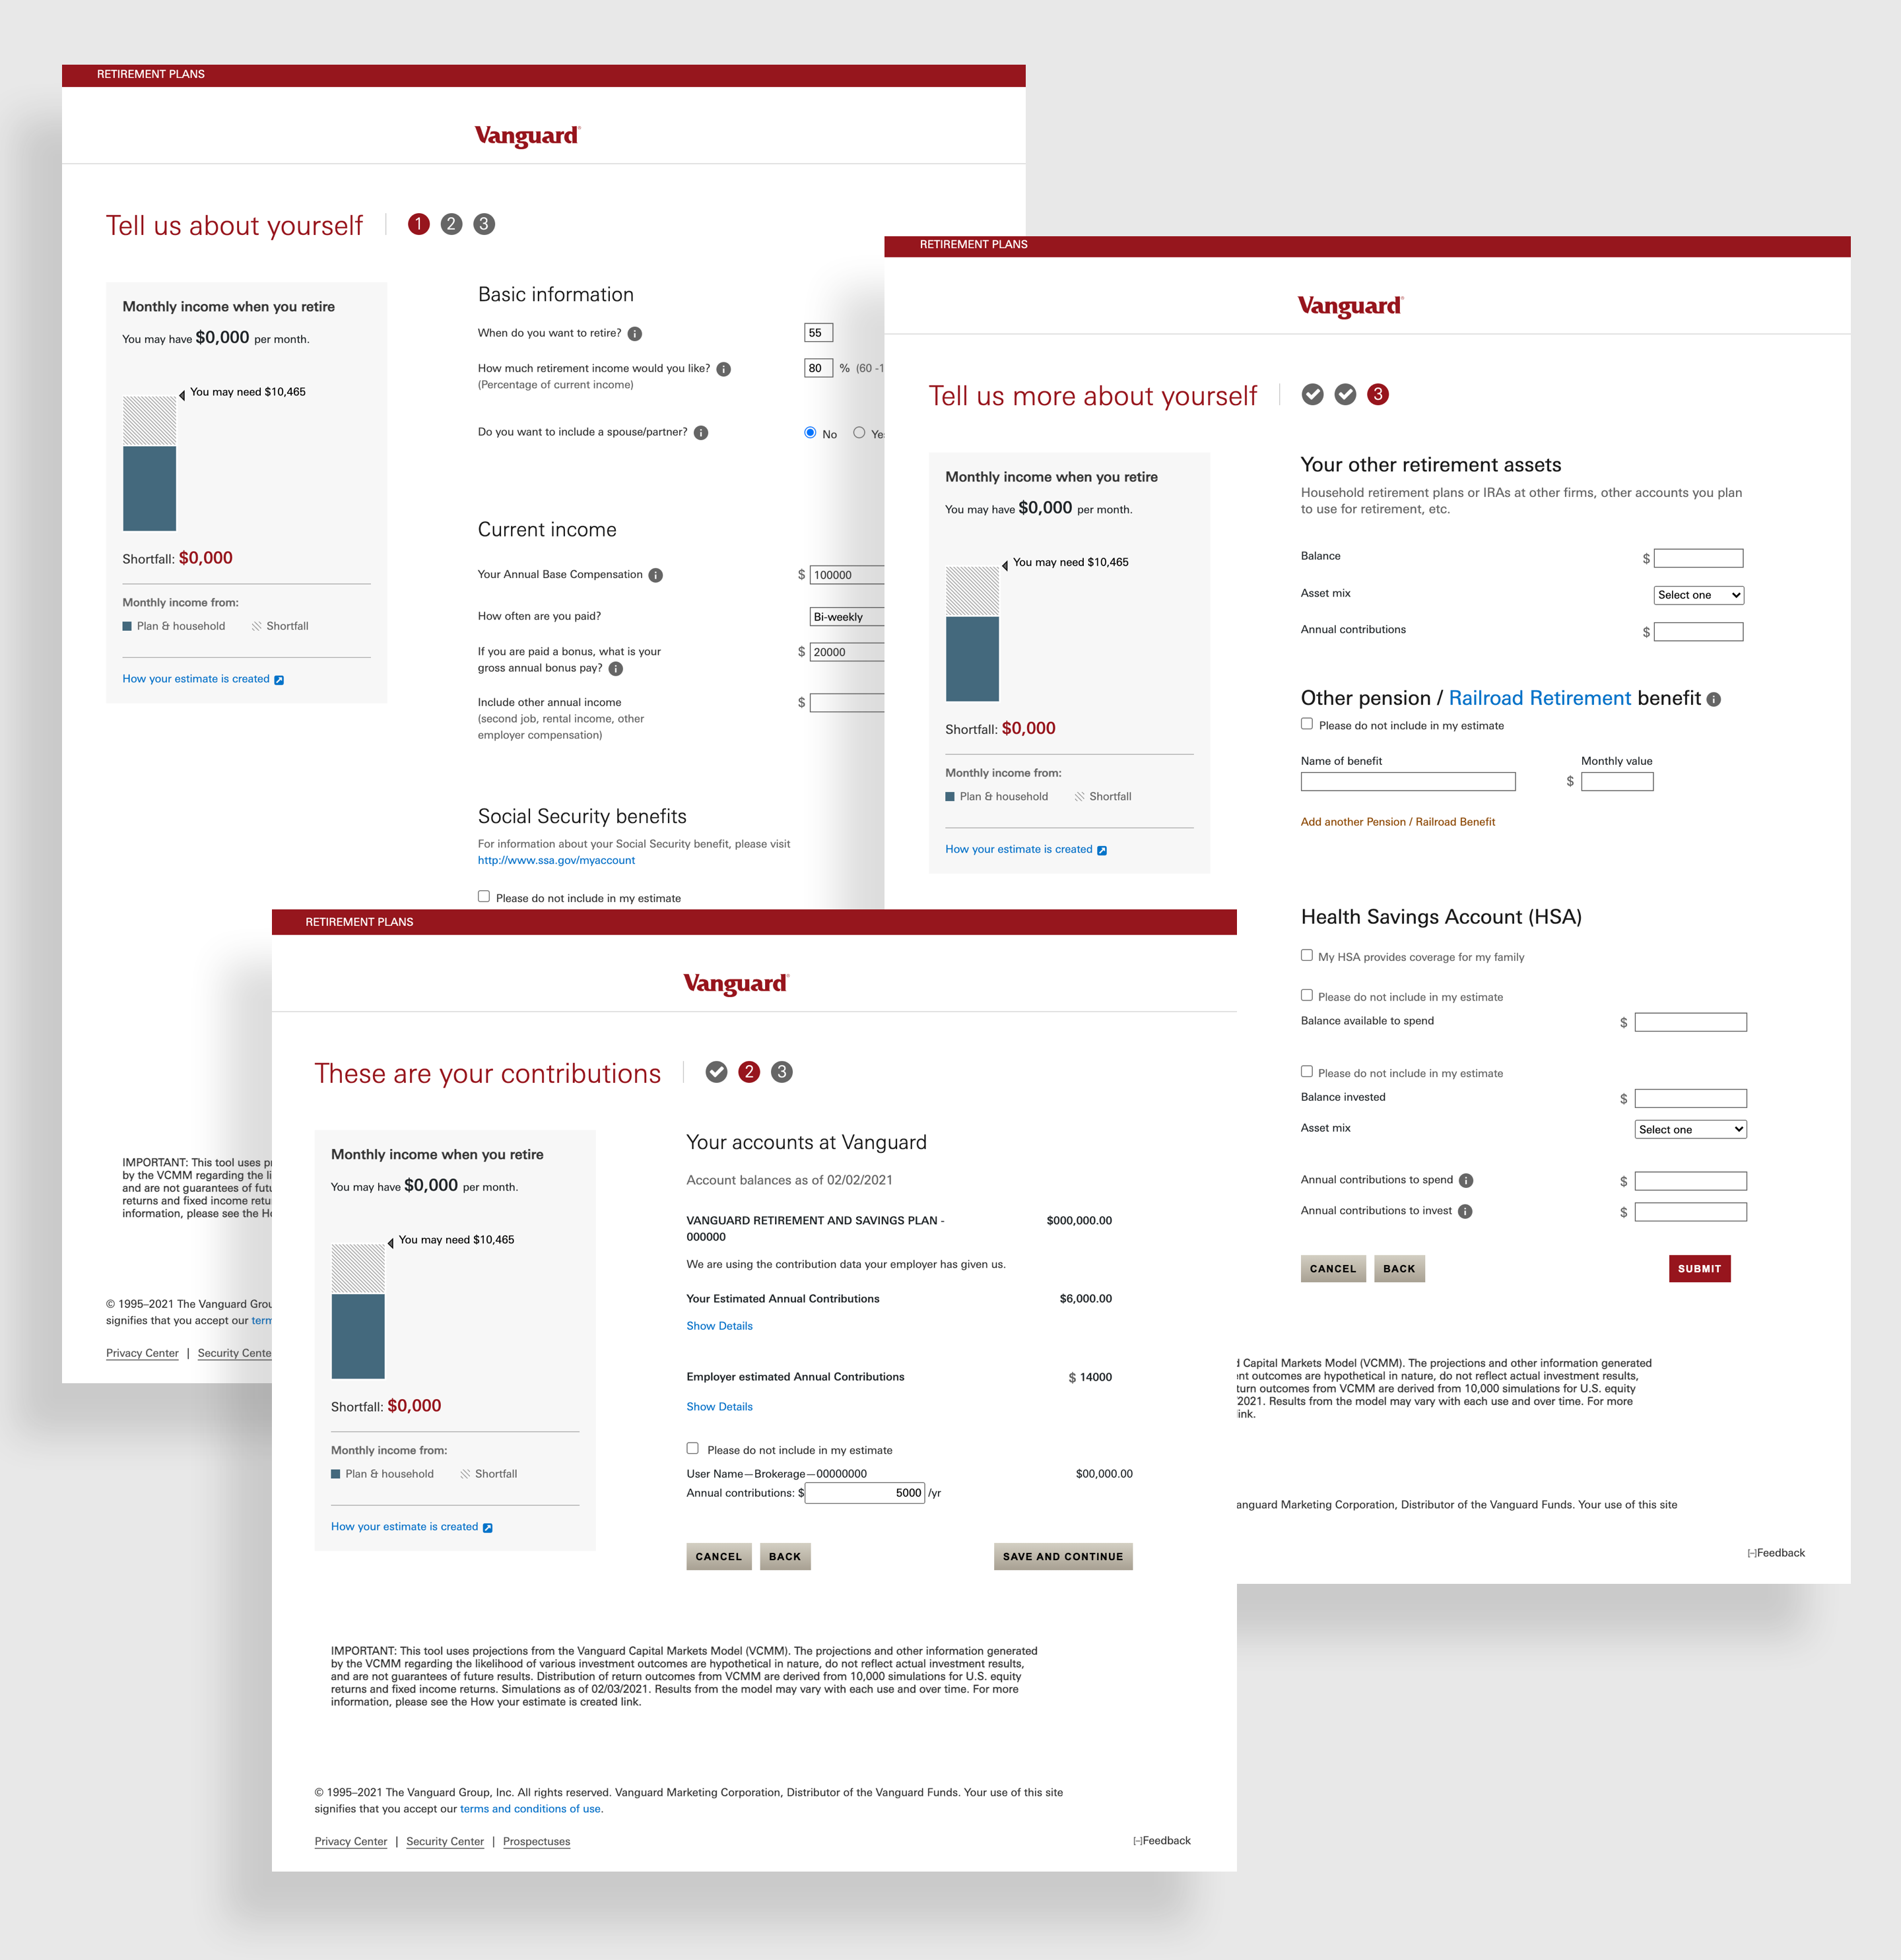 RETIREMENT PLANS
Vanguard®
Tell us about yourself
1 2 3
Monthly income when you retire
You may have $0,000 per month.
You may need $10,465
Shortfall: $0,000
Monthly income from:
Plan & household Shortfall
How your estimate is created
Basic information
When do you want to retire? i 55
How much retirement income would you like? i 80 % (60 -1
(Percentage of current income)
Do you want to include a spouse/partner? i No Ye
Current income
Your Annual Base Compensation i $ 100000
How often are you paid? Bi-weekly
If you are paid a bonus, what is your $ 20000
gross annual bonus pay? i
Include other annual income $
(second job, rental income, other
employer compensation)
Social Security benefits
For information about your Social Security benefit, please visit
http://www.ssa.gov/myaccount
Please do not include in my estimate
IMPORTANT: This tool uses p
by the VCMM regarding the li
and are not guarantees of futu
returns and fixed income retu
information, please see the H
© 1995–2021 The Vanguard Grou
signifies that you accept our term
Privacy Center | Security Cente
RETIREMENT PLANS
Vanguard®
Tell us more about yourself
3
Monthly income when you retire
You may have $0,000 per month.
You may need $10,465
Shortfall: $0,000
Monthly income from:
Plan & household Shortfall
How your estimate is created
Your other retirement assets
Household retirement plans or IRAs at other firms, other accounts you plan
to use for retirement, etc.
Balance $
Asset mix Select one
Annual contributions $
Other pension / Railroad Retirement benefit i
Please do not include in my estimate
Name of benefit Monthly value
$
Add another Pension / Railroad Benefit
Health Savings Account (HSA)
My HSA provides coverage for my family
Please do not include in my estimate
Balance available to spend $
Please do not include in my estimate
Balance invested $
Asset mix Select one
Annual contributions to spend i $
Annual contributions to invest i $
CANCEL BACK SUBMIT
d Capital Markets Model (VCMM). The projections and other information generated
nt outcomes are hypothetical in nature, do not reflect actual investment results,
turn outcomes from VCMM are derived from 10,000 simulations for U.S. equity
2021. Results from the model may vary with each use and over time. For more
link.
anguard Marketing Corporation, Distributor of the Vanguard Funds. Your use of this site
[-]Feedback
RETIREMENT PLANS
Vanguard®
These are your contributions
2 3
Monthly income when you retire
You may have $0,000 per month.
You may need $10,465
Shortfall: $0,000
Monthly income from:
Plan & household Shortfall
How your estimate is created
Your accounts at Vanguard
Account balances as of 02/02/2021
VANGUARD RETIREMENT AND SAVINGS PLAN - $000,000.00
000000
We are using the contribution data your employer has given us.
Your Estimated Annual Contributions $6,000.00
Show Details
Employer estimated Annual Contributions $ 14000
Show Details
Please do not include in my estimate
User Name—Brokerage—00000000 $00,000.00
Annual contributions: $ 5000 /yr
CANCEL BACK SAVE AND CONTINUE
IMPORTANT: This tool uses projections from the Vanguard Capital Markets Model (VCMM). The projections and other information generated
by the VCMM regarding the likelihood of various investment outcomes are hypothetical in nature, do not reflect actual investment results,
and are not guarantees of future results. Distribution of return outcomes from VCMM are derived from 10,000 simulations for U.S. equity
returns and fixed income returns. Simulations as of 02/03/2021. Results from the model may vary with each use and over time. For more
information, please see the How your estimate is created link.
© 1995–2021 The Vanguard Group, Inc. All rights reserved. Vanguard Marketing Corporation, Distributor of the Vanguard Funds. Your use of this site
signifies that you accept our terms and conditions of use.
Privacy Center | Security Center | Prospectuses
[-]Feedback